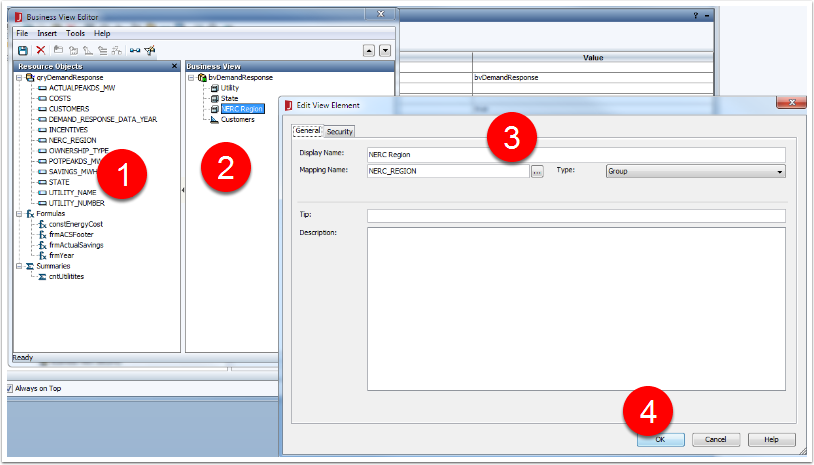 Business View Editor
File Insert Tools Help
Resource Objects
qryDemandResponse
ACTUALPEAKDS_MW
COSTS
CUSTOMERS
DEMAND_RESPONSE_DATA_YEAR
INCENTIVES
NERC_REGION
OWNERSHIP_TYPE
POTPEAKDS_MW
SAVINGS_MWH
STATE
UTILITY_NAME
UTILITY_NUMBER
Formulas
constEnergyCost
frmACSFooter
frmActualSavings
frmYear
Summaries
cntUtilitites
1
Business View
bvDemandResponse
Utility
State
NERC Region
Customers
2
Ready
Always on Top
Value
bvDemandResponse
Edit View Element
General Security
3
Display Name: NERC Region
Mapping Name: NERC_REGION ... Type: Group
Tip:
Description:
4
OK Cancel Help